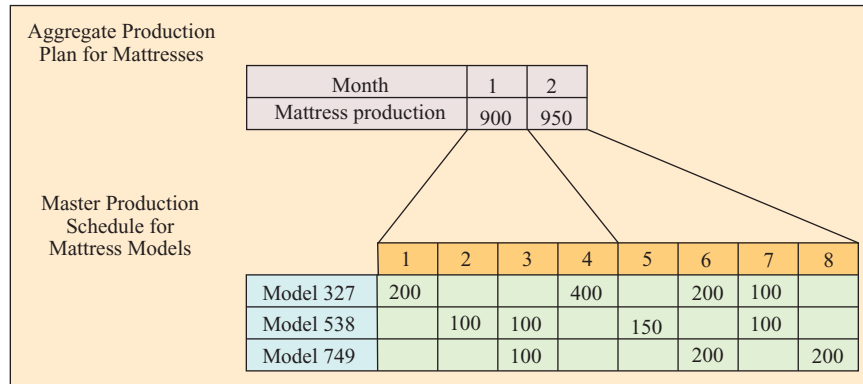 Aggregate Production
Plan for Mattresses
Month 1 2
Mattress production 900 950
Master Production
Schedule for
Mattress Models
1 2 3 4 5 6 7 8
Model 327 200 400 200 100
Model 538 100 100 150 100
Model 749 100 200 200